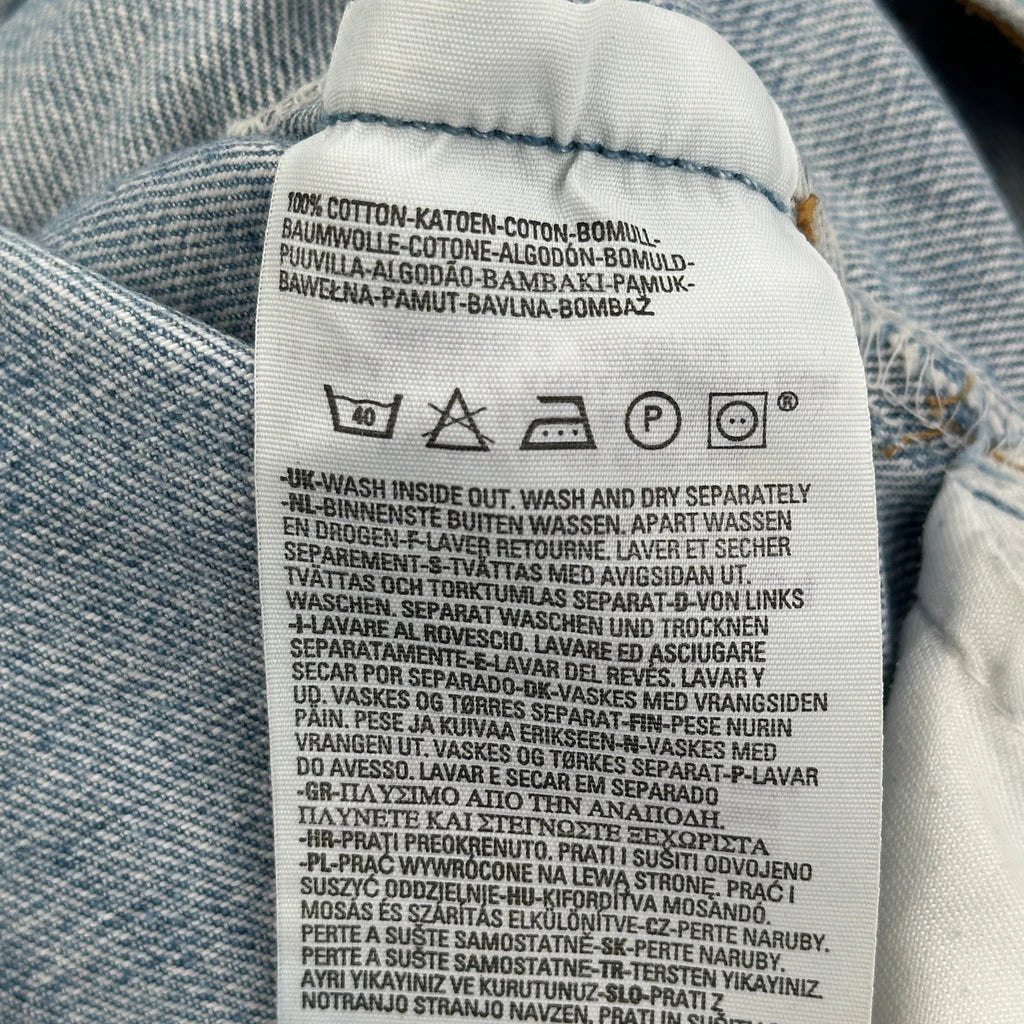 100% COTTON-KATOEN-COTON-BOMULL-
BAUMWOLLE-COTONE-ALGODÓN-BOMULD-
PUUVILLA-ALGODÃO-ΒΑΜΒΑΚΙ-PAMUK-
BAWEŁNA-PAMUT-BAVLNA-BOMBAŽ
40 P ®
-UK-WASH INSIDE OUT. WASH AND DRY SEPARATELY
-NL-BINNENSTE BUITEN WASSEN. APART WASSEN
EN DROGEN-F-LAVER RETOURNE. LAVER ET SECHER
SEPAREMENT-S-TVÄTTAS MED AVIGSIDAN UT.
TVÄTTAS OCH TORKTUMLAS SEPARAT-D-VON LINKS
WASCHEN. SEPARAT WASCHEN UND TROCKNEN
-I-LAVARE AL ROVESCIO. LAVARE ED ASCIUGARE
SEPARATAMENTE-E-LAVAR DEL REVÉS. LAVAR Y
SECAR POR SEPARADO-DK-VASKES MED VRANGSIDEN
UD. VASKES OG TØRRES SEPARAT-FIN-PESE NURIN
PÄIN. PESE JA KUIVAA ERIKSEEN-N-VASKES MED
VRANGEN UT. VASKES OG TØRKES SEPARAT-P-LAVAR
DO AVESSO. LAVAR E SECAR EM SEPARADO
-GR-ΠΛΥΣΙΜΟ ΑΠΟ ΤΗΝ ΑΝΑΠΟΔΗ.
ΠΛΥΝΕΤΕ ΚΑΙ ΣΤΕΓΝΩΣΤΕ ΞΕΧΩΡΙΣΤΑ
-HR-PRATI PREOKRENUTO. PRATI I SUŠITI ODVOJENO
-PL-PRAĆ WYWRÓCONE NA LEWĄ STRONĘ. PRAĆ I
SUSZYĆ ODDZIELNIE-HU-KIFORDÍTVA MOSANDÓ.
MOSÁS ÉS SZÁRÍTÁS ELKÜLÖNÍTVE-CZ-PERTE NARUBY.
PERTE A SUŠTE SAMOSTATNĚ-SK-PERTE NARUBY.
PERTE A SUŠTE SAMOSTATNE-TR-TERSTEN YIKAYINIZ.
AYRI YIKAYINIZ VE KURUTUNUZ-SLO-PRATI Z
NOTRANJO STRANJO NAVZEN. PRATI IN SUŠITI